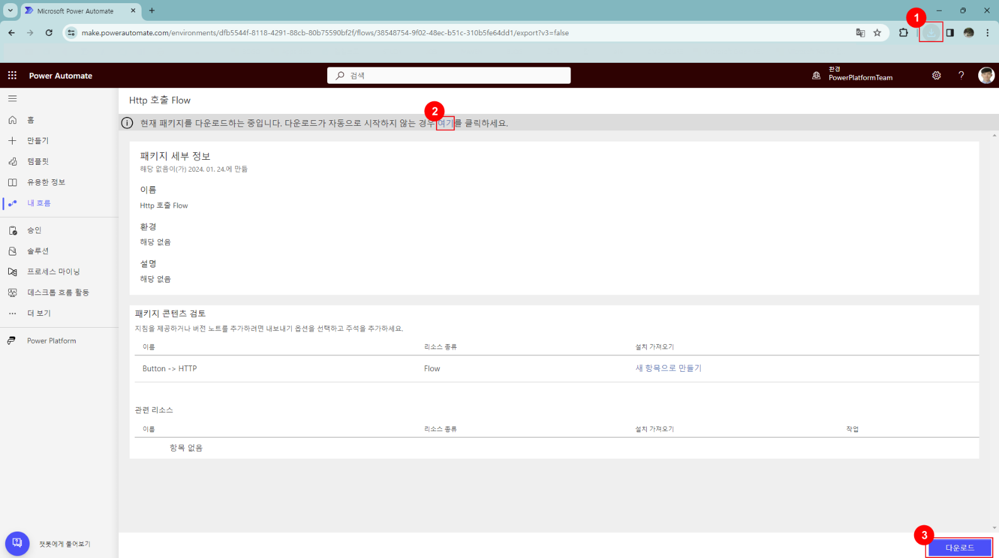 Microsoft Power Automate
make.powerautomate.com/environments/dfb5544f-8118-4291-88cb-80b75590bf2f/flows/38548754-9f02-48ec-b51c-310b5fe64dd1/export?v3=false
1
Power Automate
검색
환경
PowerPlatformTeam
?
홈
만들기
템플릿
유용한 정보
내 흐름
승인
솔루션
프로세스 마이닝
데스크톱 흐름 활동
더 보기
Power Platform
챗봇에게 물어보기
Http 호출 Flow
2
현재 패키지를 다운로드하는 중입니다. 다운로드가 자동으로 시작하지 않는 경우 여기를 클릭하세요.
패키지 세부 정보
해당 없음이(가) 2024. 01. 24.에 만듦
이름
Http 호출 Flow
환경
해당 없음
설명
해당 없음
패키지 콘텐츠 검토
지침을 제공하거나 버전 노트를 추가하려면 내보내기 옵션을 선택하고 주석을 추가하세요.
이름 리소스 종류 설치 가져오기
Button -> HTTP Flow 새 항목으로 만들기
관련 리소스
이름 리소스 종류 설치 가져오기 작업
항목 없음
3
다운로드